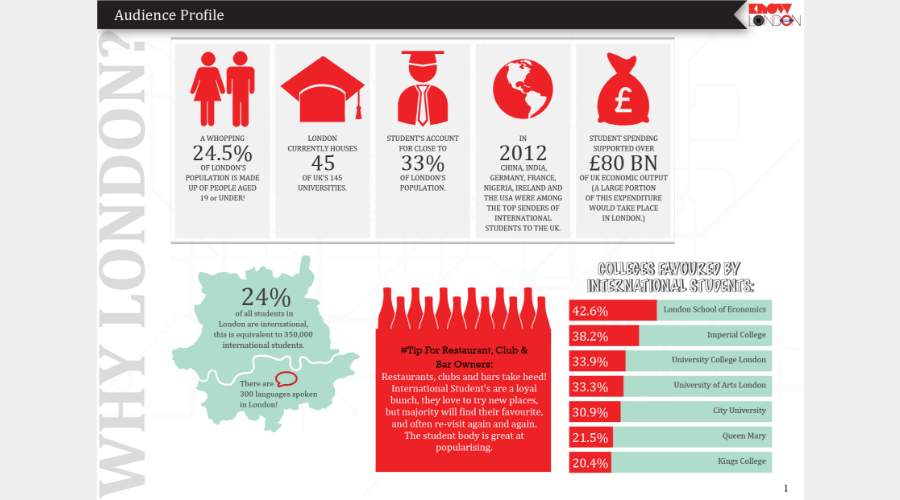 Audience Profile
KNOW
LONDON
WHY LONDON?
A WHOPPING
24.5%
OF LONDON'S
POPULATION IS MADE
UP OF PEOPLE AGED
19 or UNDER!
LONDON
CURRENTLY HOUSES
45
OF UK'S 145
UNIVERSITIES.
STUDENT'S ACCOUNT
FOR CLOSE TO
33%
OF LONDON'S
POPULATION.
IN
2012
CHINA, INDIA,
GERMANY, FRANCE,
NIGERIA, IRELAND AND
THE USA WERE AMONG
THE TOP SENDERS OF
INTERNATIONAL
STUDENTS TO THE UK.
£
STUDENT SPENDING
SUPPORTED OVER
£80 BN
OF UK ECONOMIC OUTPUT
(A LARGE PORTION
OF THIS EXPENDITURE
WOULD TAKE PLACE
IN LONDON.)
24%
of all students in
London are international,
this is equivalent to 350,000
international students.
There are
300 languages spoken
in London!
#Tip For Restaurant, Club &
Bar Owners:
Restaurants, clubs and bars take heed!
International Student's are a loyal
bunch, they love to try new places,
but majority will find their favourite,
and often re-visit again and again.
The student body is great at
popularising.
COLLEGES FAVOURED BY
INTERNATIONAL STUDENTS:
42.6% London School of Economics
38.2% Imperial College
33.9% University College London
33.3% University of Arts London
30.9% City University
21.5% Queen Mary
20.4% Kings College
1